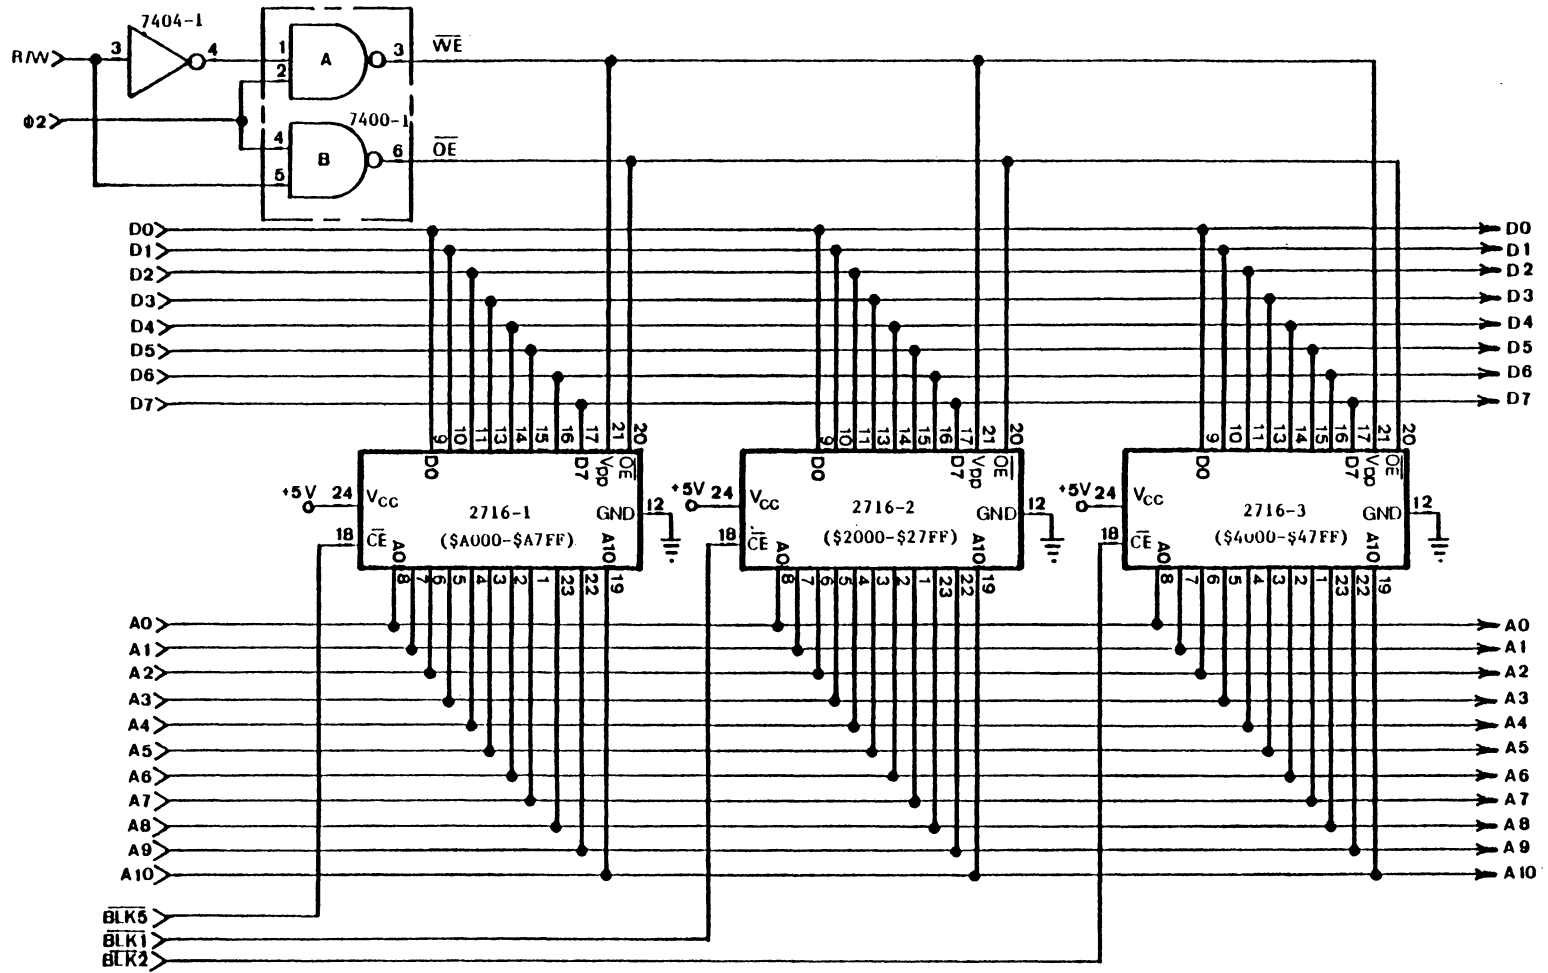 7404-1
R/W 3 4 1 2 A 3 WE
Φ2 7400-1
4 5 B 6 OE
D0 D0
D1 D1
D2 D2
D3 D3
D4 D4
D5 D5
D6 D6
D7 D7
9 10 11 13 14 15 16 17 21 20
9 10 11 13 14 15 16 17 21 20
9 10 11 13 14 15 16 17 21 20
D0 D7 Vpp OE
+5V 24 VCC 2716-1 GND 12
18 CE A0 ($A000-$A7FF) A10
8 7 6 5 4 3 2 1 23 22 19
D0 D7 Vpp OE
+5V 24 VCC 2716-2 GND 12
18 CE A0 ($2000-$27FF) A10
8 7 6 5 4 3 2 1 23 22 19
D0 D7 Vpp OE
+5V 24 VCC 2716-3 GND 12
18 CE A0 ($4000-$47FF) A10
8 7 6 5 4 3 2 1 23 22 19
A0 A0
A1 A1
A2 A2
A3 A3
A4 A4
A5 A5
A6 A6
A7 A7
A8 A8
A9 A9
A10 A10
BLK5
BLK1
BLK2